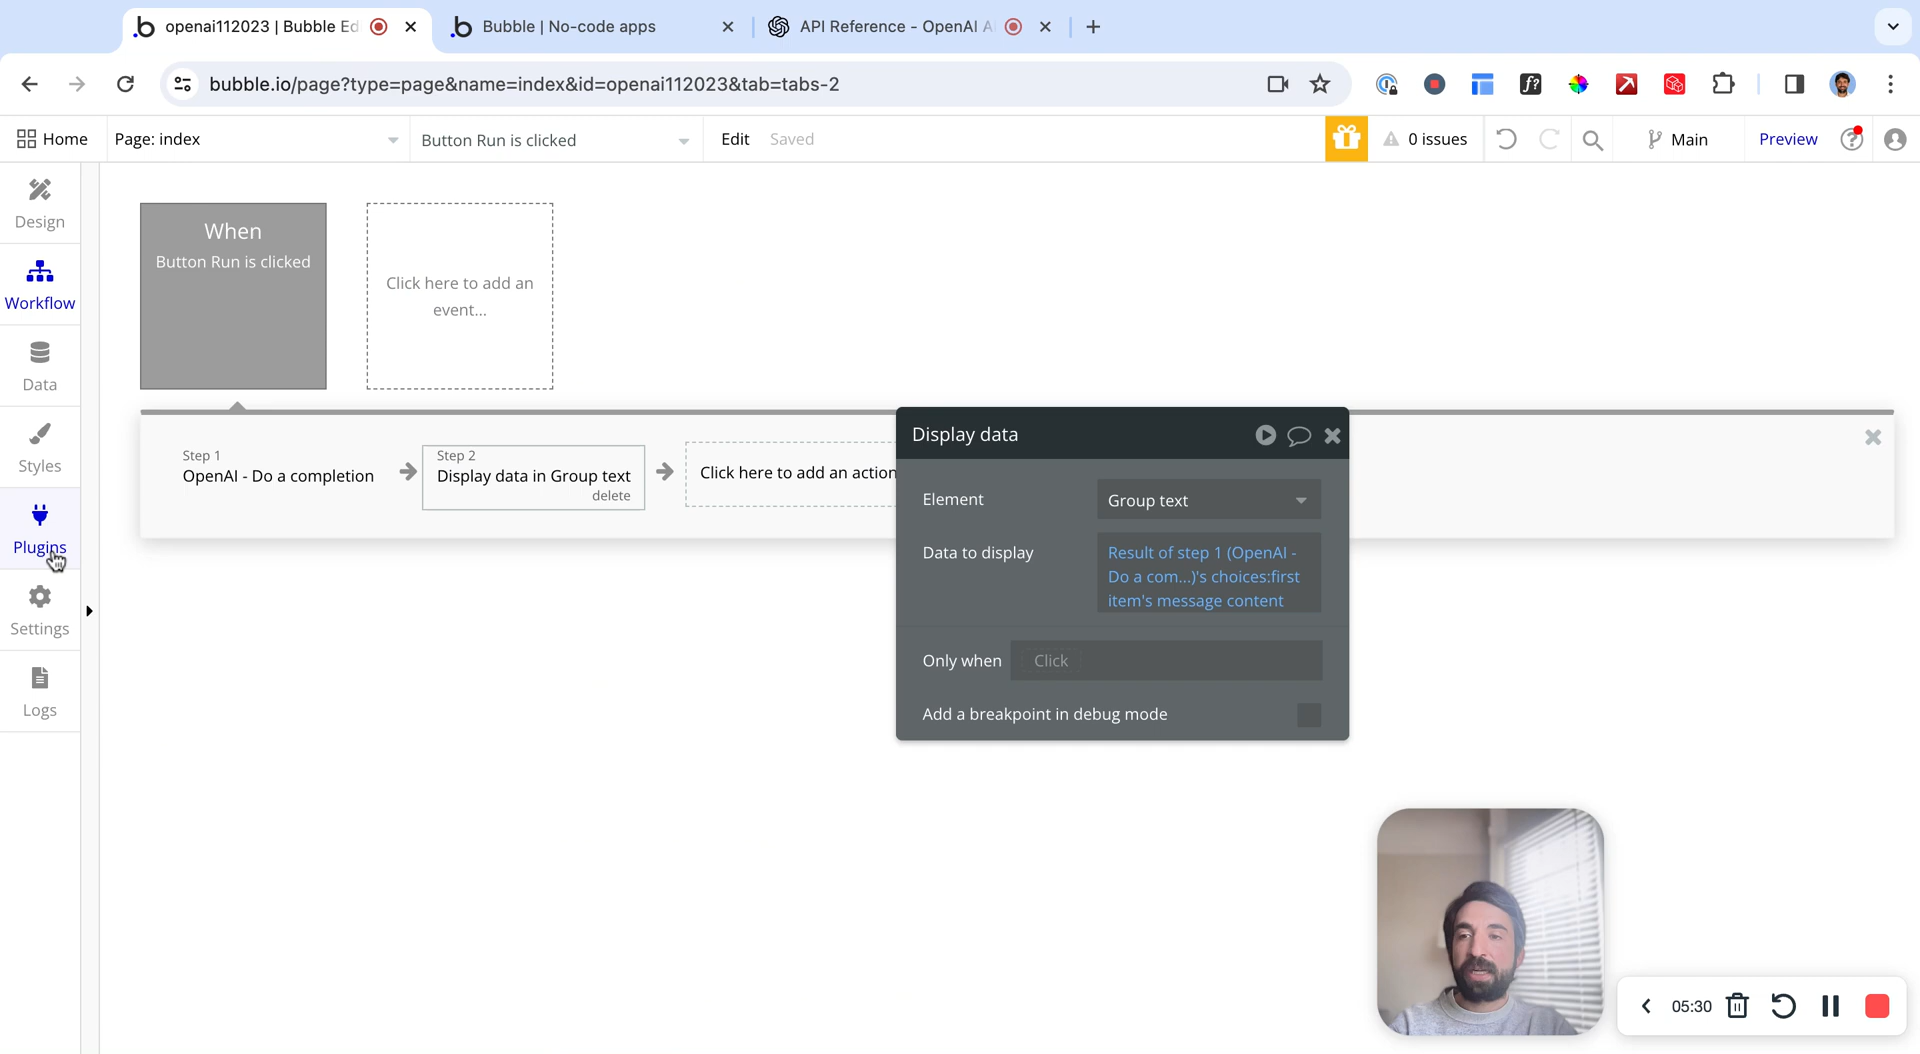 openai112023 | Bubble Ed
Bubble | No-code apps
API Reference - OpenAI A
bubble.io/page?type=page&name=index&id=openai112023&tab=tabs-2
Home
Page: index
Button Run is clicked
Edit
Saved
0 issues
Main
Preview
Design
Workflow
Data
Styles
Plugins
Settings
Logs
When
Button Run is clicked
Click here to add an
event...
Step 1
OpenAI - Do a completion
Step 2
Display data in Group text
delete
Click here to add an action
Display data
Element
Group text
Data to display
Result of step 1 (OpenAI -
Do a com...)'s choices:first
item's message content
Only when
Click
Add a breakpoint in debug mode
05:30